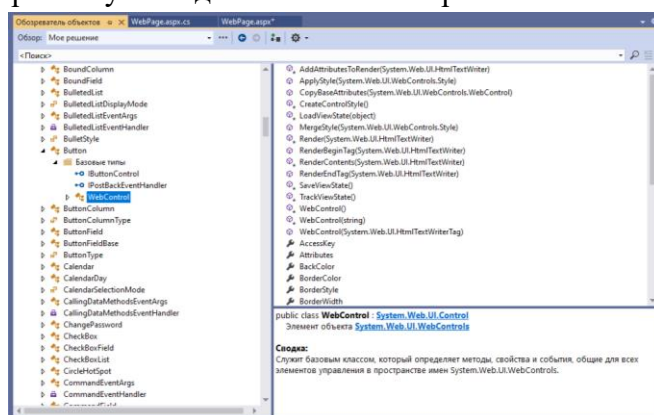 Обозреватель объектов
WebPage.aspx.cs
WebPage.aspx*
Обзор: Мое решение
<Поиск>
BoundColumn
BoundField
BulletedList
BulletedListDisplayMode
BulletedListEventArgs
BulletedListEventHandler
BulletStyle
Button
Базовые типы
IButtonControl
IPostBackEventHandler
WebControl
ButtonColumn
ButtonColumnType
ButtonField
ButtonFieldBase
ButtonType
Calendar
CalendarDay
CalendarSelectionMode
CallingDataMethodsEventArgs
CallingDataMethodsEventHandler
ChangePassword
CheckBox
CheckBoxField
CheckBoxList
CircleHotSpot
CommandEventArgs
CommandEventHandler
CommandField
AddAttributesToRender(System.Web.UI.HtmlTextWriter)
ApplyStyle(System.Web.UI.WebControls.Style)
CopyBaseAttributes(System.Web.UI.WebControls.WebControl)
CreateControlStyle()
LoadViewState(object)
MergeStyle(System.Web.UI.WebControls.Style)
Render(System.Web.UI.HtmlTextWriter)
RenderBeginTag(System.Web.UI.HtmlTextWriter)
RenderContents(System.Web.UI.HtmlTextWriter)
RenderEndTag(System.Web.UI.HtmlTextWriter)
SaveViewState()
TrackViewState()
WebControl()
WebControl(string)
WebControl(System.Web.UI.HtmlTextWriterTag)
AccessKey
Attributes
BackColor
BorderColor
BorderStyle
BorderWidth
public class WebControl : System.Web.UI.Control
Элемент объекта System.Web.UI.WebControls
Сводка:
Служит базовым классом, который определяет методы, свойства и события, общие для всех
элементов управления в пространстве имен System.Web.UI.WebControls.